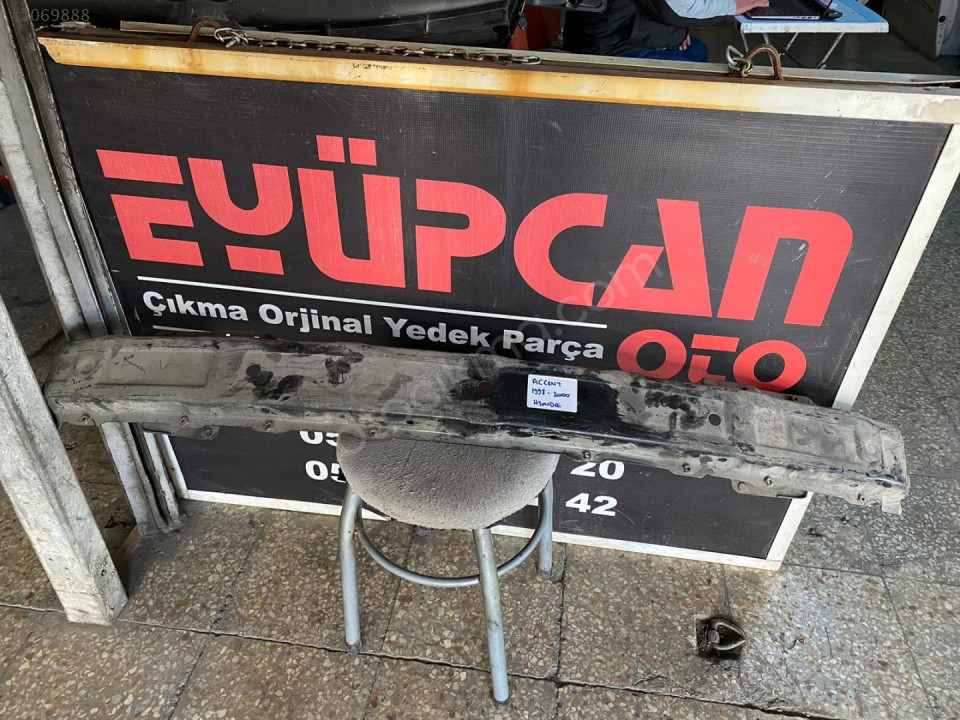 069888
EYÜPCAN
Çıkma Orjinal Yedek Parça
OTO
ACCENT
1998 - 2000
HYUNDAİ
05
20
05
42